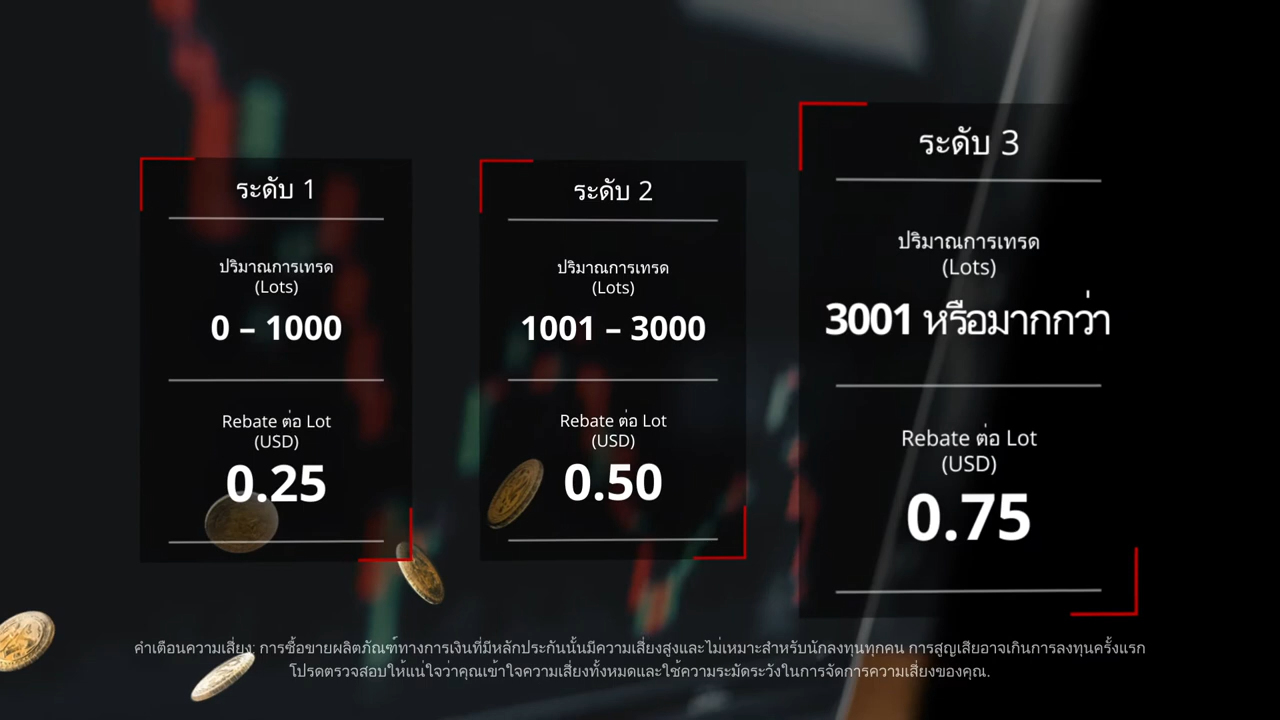 ระดับ 1
ปริมาณการเทรด
(Lots)
0 – 1000
Rebate ต่อ Lot
(USD)
0.25
ระดับ 2
ปริมาณการเทรด
(Lots)
1001 – 3000
Rebate ต่อ Lot
(USD)
0.50
ระดับ 3
ปริมาณการเทรด
(Lots)
3001 หรือมากกว่า
Rebate ต่อ Lot
(USD)
0.75
คำเตือนความเสี่ยง: การซื้อขายผลิตภัณฑ์ทางการเงินที่มีหลักประกันนั้นมีความเสี่ยงสูงและไม่เหมาะสำหรับนักลงทุนทุกคน การสูญเสียอาจเกินการลงทุนครั้งแรก
โปรดตรวจสอบให้แน่ใจว่าคุณเข้าใจความเสี่ยงทั้งหมดและใช้ความระมัดระวังในการจัดการความเสี่ยงของคุณ.